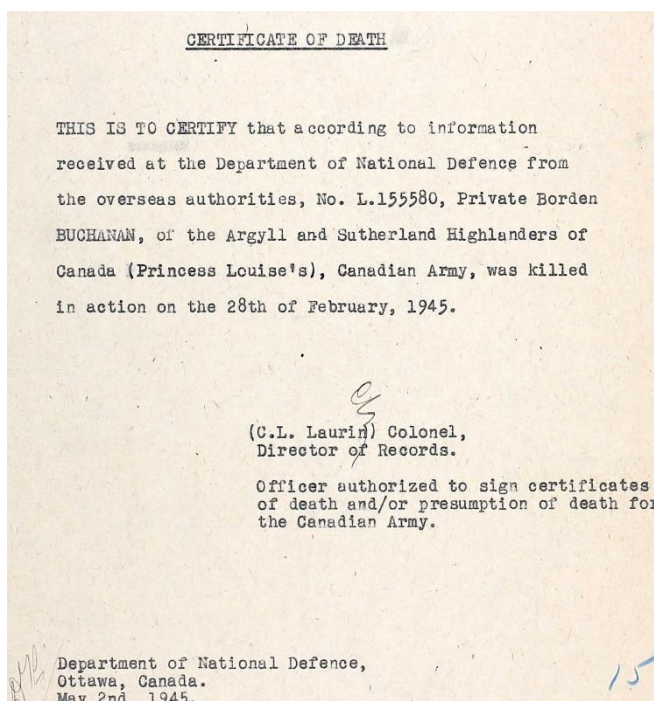 CERTIFICATE OF DEATH
THIS IS TO CERTIFY that according to information
received at the Department of National Defence from
the overseas authorities, No. L.155580, Private Borden
BUCHANAN, of the Argyll and Sutherland Highlanders of
Canada (Princess Louise's), Canadian Army, was killed
in action on the 28th of February, 1945.
(C.L. Laurin) Colonel,
Director of Records.
Officer authorized to sign certificates
of death and/or presumption of death for
the Canadian Army.
Department of National Defence,
Ottawa, Canada.
May 2nd, 1945.
15